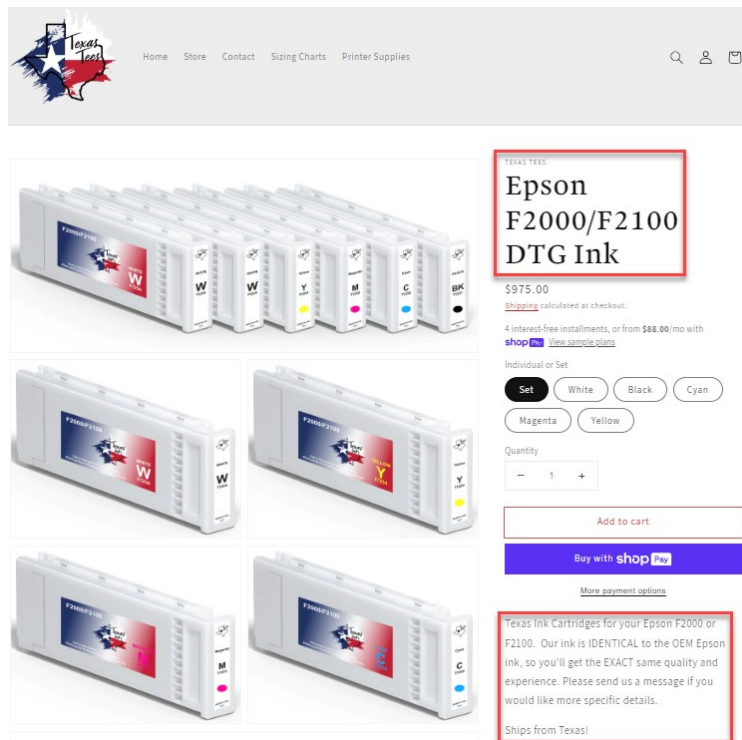 Texas
Tees
Home Store Contact Sizing Charts Printer Supplies
TEXAS TEES
Epson
F2000/F2100
DTG Ink
$975.00
Shipping calculated at checkout.
4 interest-free installments, or from $88.00/mo with
shop Pay View sample plans
Individual or Set
Set White Black Cyan
Magenta Yellow
Quantity
− 1 +
Add to cart
Buy with shop Pay
More payment options
Texas Ink Cartridges for your Epson F2000 or
F2100. Our ink is IDENTICAL to the OEM Epson
ink, so you'll get the EXACT same quality and
experience. Please send us a message if you
would like more specific details.
Ships from Texas!
F2000/F2100
WHITE
W
W
W
Y
M
C
BK
F2000/F2100
WHITE
W
W
F2000/F2100
YELLOW
Y
Y
F2000/F2100
M
M
F2000/F2100
C
C